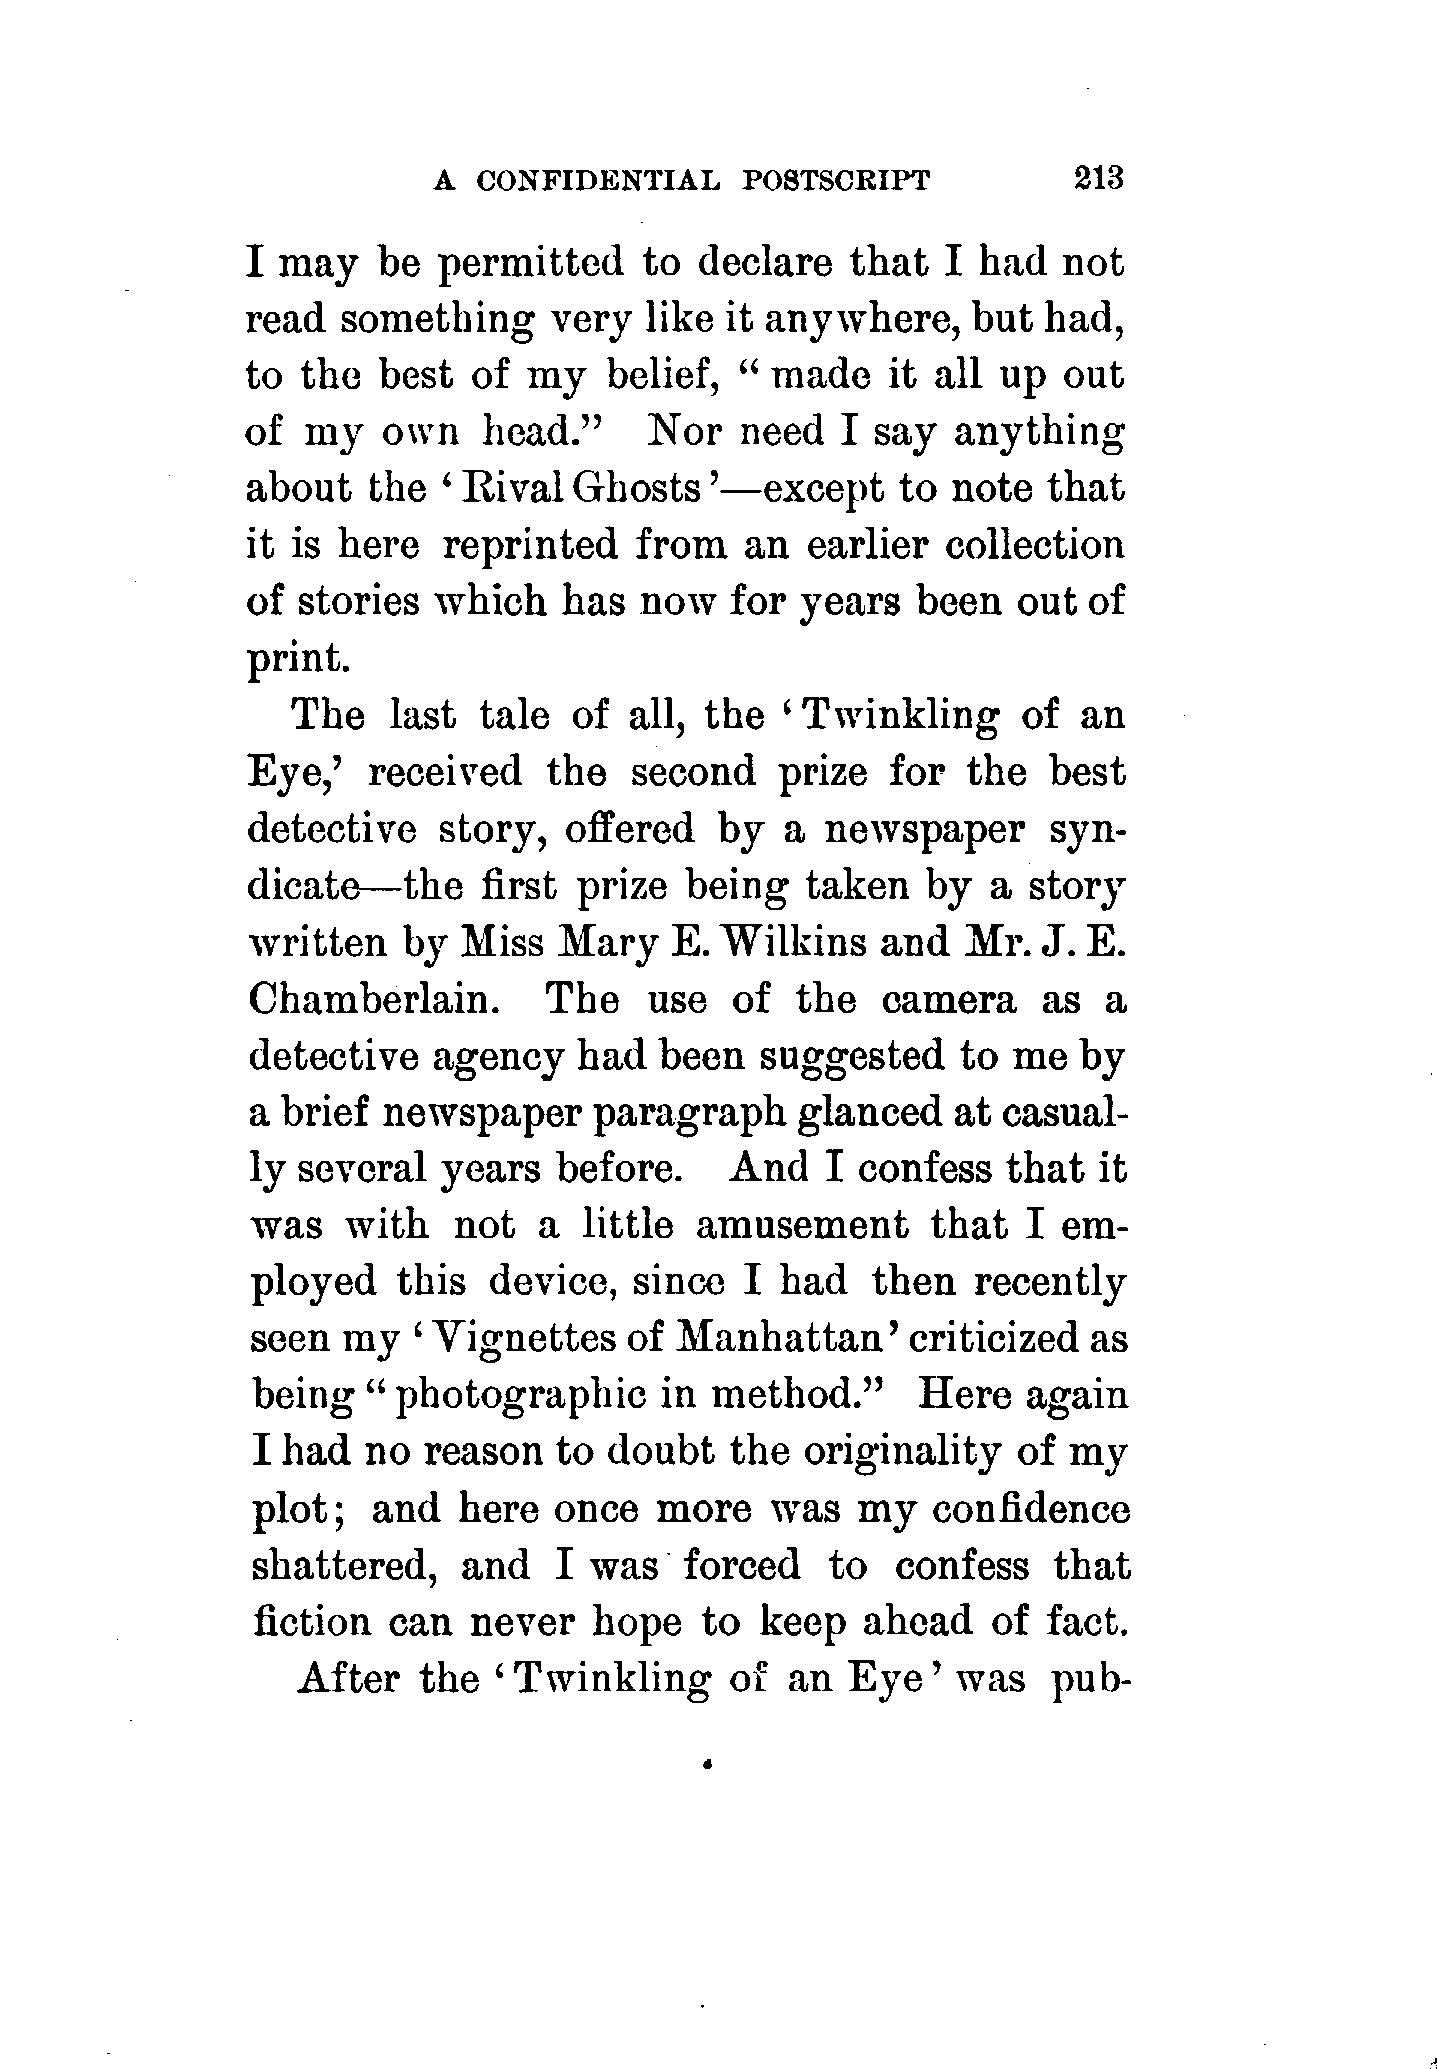 A CONFIDENTIAL POSTSCRIPT 213
I may be permitted to declare that I had not
read something very like it anywhere, but had,
to the best of my belief, “ made it all up out
of my own head.” Nor need I say anything
about the ‘ Rival Ghosts ’—except to note that
it is here reprinted from an earlier collection
of stories which has now for years been out of
print.
The last tale of all, the ‘ Twinkling of an
Eye,’ received the second prize for the best
detective story, offered by a newspaper syn-
dicate—the first prize being taken by a story
written by Miss Mary E. Wilkins and Mr. J. E.
Chamberlain. The use of the camera as a
detective agency had been suggested to me by
a brief newspaper paragraph glanced at casual-
ly several years before. And I confess that it
was with not a little amusement that I em-
ployed this device, since I had then recently
seen my ‘ Vignettes of Manhattan’ criticized as
being “ photographic in method.” Here again
I had no reason to doubt the originality of my
plot; and here once more was my confidence
shattered, and I was forced to confess that
fiction can never hope to keep ahead of fact.
After the ‘ Twinkling of an Eye ’ was pub-